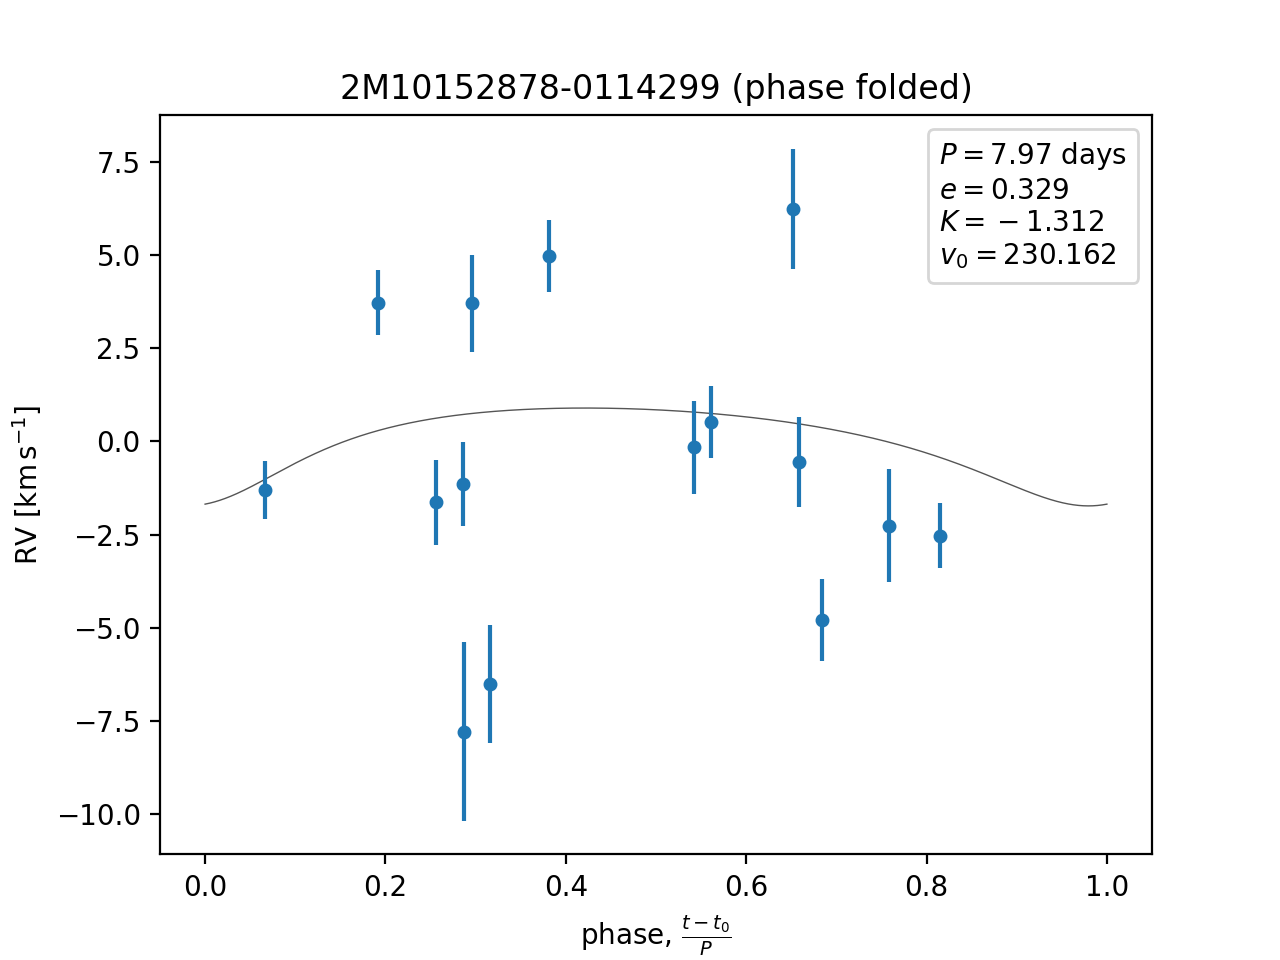 2M10152878-0114299 (phase folded)
P = 7.97 days
e = 0.329
K = −1.312
v₀ = 230.162
7.5
5.0
2.5
0.0
−2.5
−5.0
−7.5
−10.0
RV [km s⁻¹]
0.0 0.2 0.4 0.6 0.8 1.0
phase, (t − t₀)/P